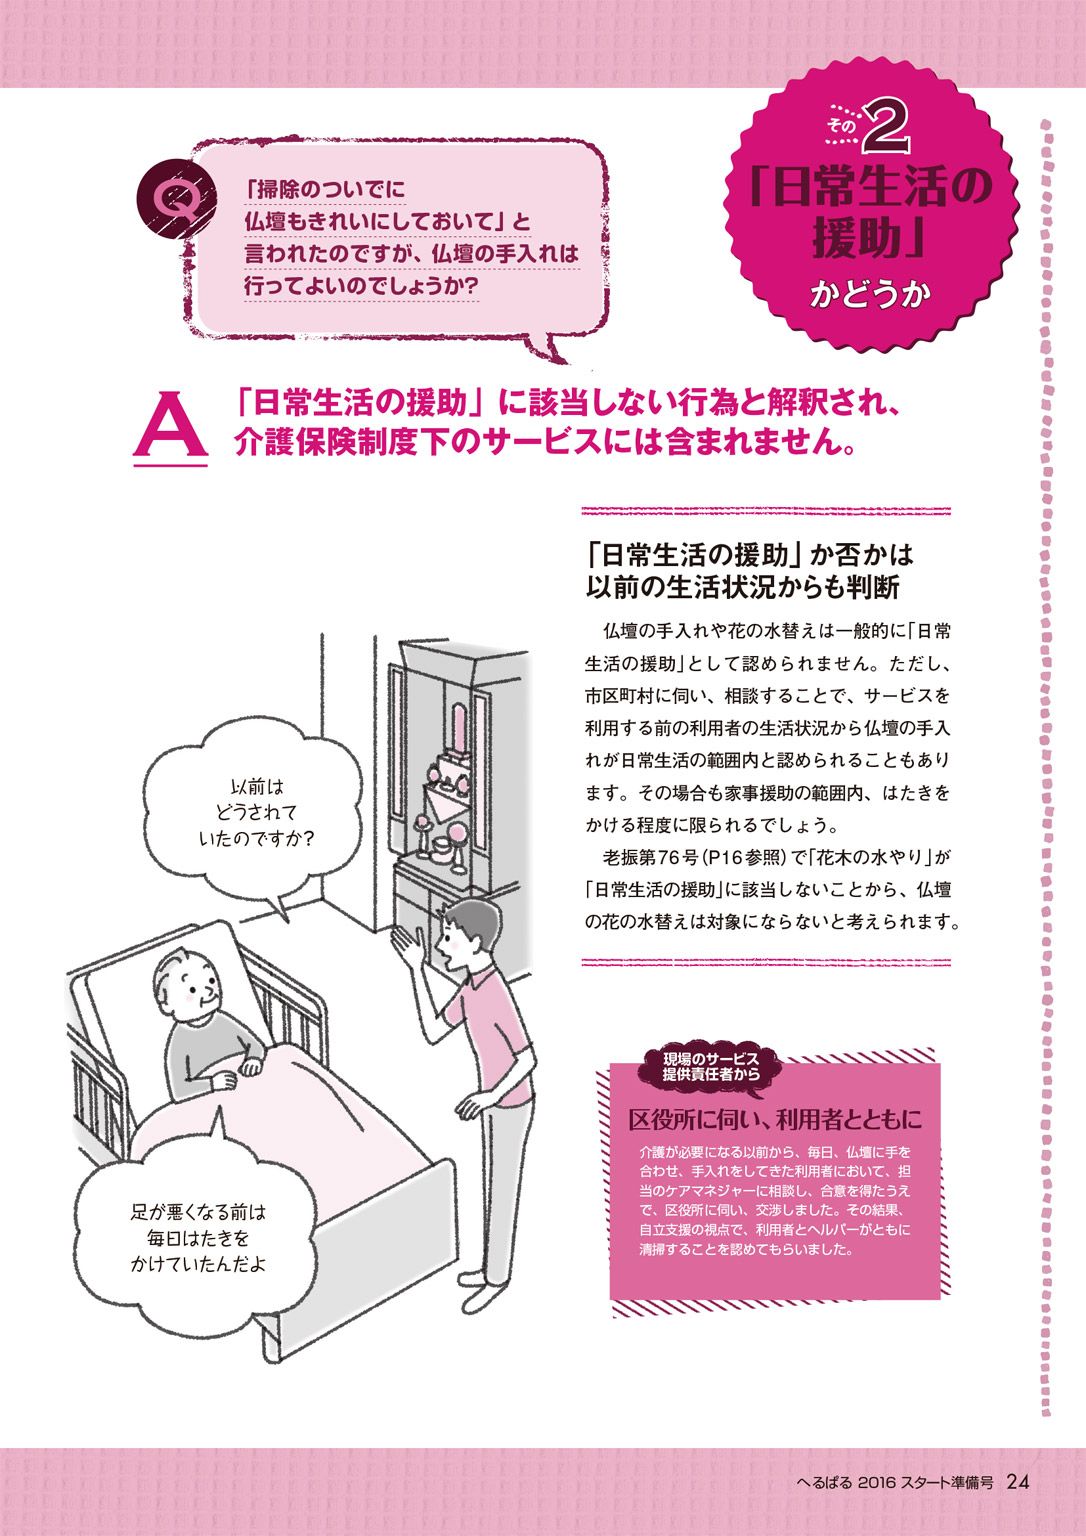 その2
「日常生活の
援助」
かどうか
Q
「掃除のついでに
仏壇もきれいにしておいて」と
言われたのですが、仏壇の手入れは
行ってよいのでしょうか?
A
「日常生活の援助」に該当しない行為と解釈され、
介護保険制度下のサービスには含まれません。
「日常生活の援助」か否かは
以前の生活状況からも判断
仏壇の手入れや花の水替えは一般的に「日常
生活の援助」として認められません。ただし、
市区町村に伺い、相談することで、サービスを
利用する前の利用者の生活状況から仏壇の手入
れが日常生活の範囲内と認められることもあり
ます。その場合も家事援助の範囲内、はたきを
かける程度に限られるでしょう。
老振第76号(P16参照)で「花木の水やり」が
「日常生活の援助」に該当しないことから、仏壇
の花の水替えは対象にならないと考えられます。
以前は
どうされて
いたのですか?
足が悪くなる前は
毎日はたきを
かけていたんだよ
現場のサービス
提供責任者から
区役所に伺い、利用者とともに
介護が必要になる以前から、毎日、仏壇に手を
合わせ、手入れをしてきた利用者において、担
当のケアマネジャーに相談し、合意を得たうえ
で、区役所に伺い、交渉しました。その結果、
自立支援の視点で、利用者とヘルパーがともに
清掃することを認めてもらいました。
へるぱる 2016 スタート準備号 24